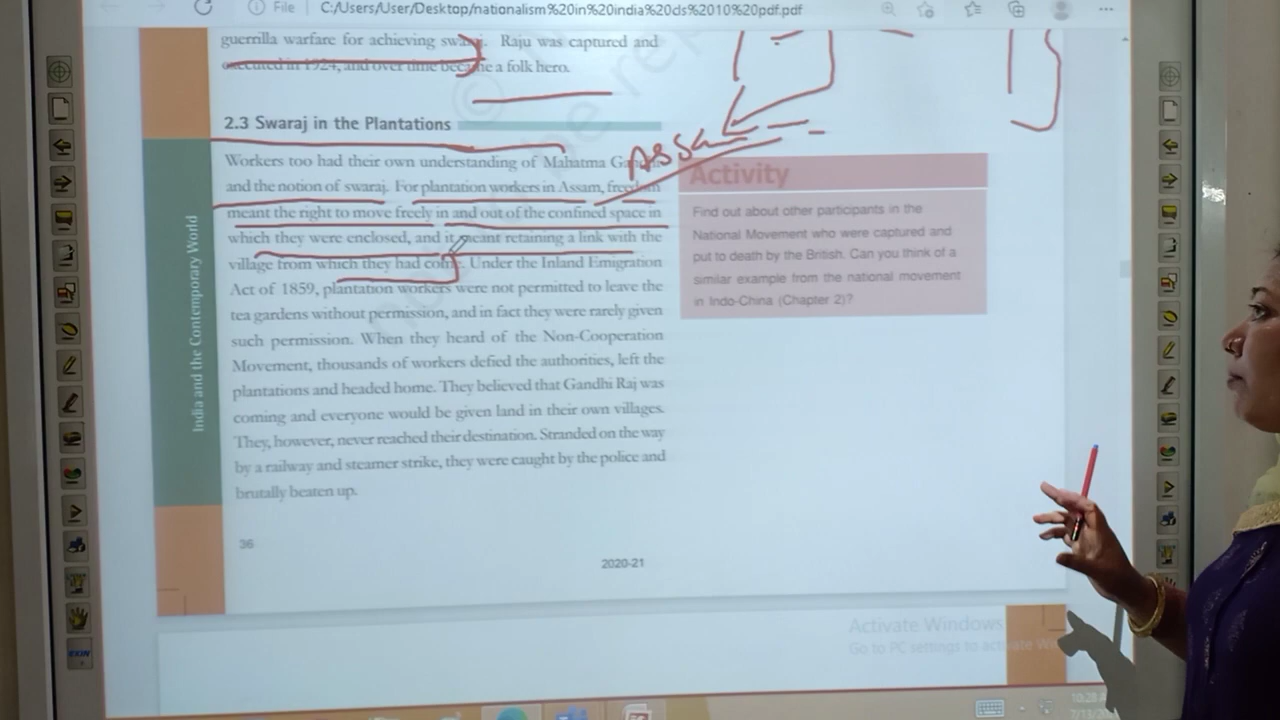 File C:/Users/User/Desktop/nationalism%20in%20india%20cls%2010%20pdf.pdf
guerrilla warfare for achieving swaraj. Raju was captured and
executed in 1924, and over time became a folk hero.
2.3 Swaraj in the Plantations
Workers too had their own understanding of Mahatma Gandhi
and the notion of swaraj. For plantation workers in Assam, freedom
meant the right to move freely in and out of the confined space in
which they were enclosed, and it meant retaining a link with the
village from which they had come. Under the Inland Emigration
Act of 1859, plantation workers were not permitted to leave the
tea gardens without permission, and in fact they were rarely given
such permission. When they heard of the Non-Cooperation
Movement, thousands of workers defied the authorities, left the
plantations and headed home. They believed that Gandhi Raj was
coming and everyone would be given land in their own villages.
They, however, never reached their destination. Stranded on the way
by a railway and steamer strike, they were caught by the police and
brutally beaten up.
Assam
Activity
Find out about other participants in the
National Movement who were captured and
put to death by the British. Can you think of a
similar example from the national movement
in Indo-China (Chapter 2)?
India and the Contemporary World
36
2020-21
Activate Windows
Go to PC settings to activate
EXIN